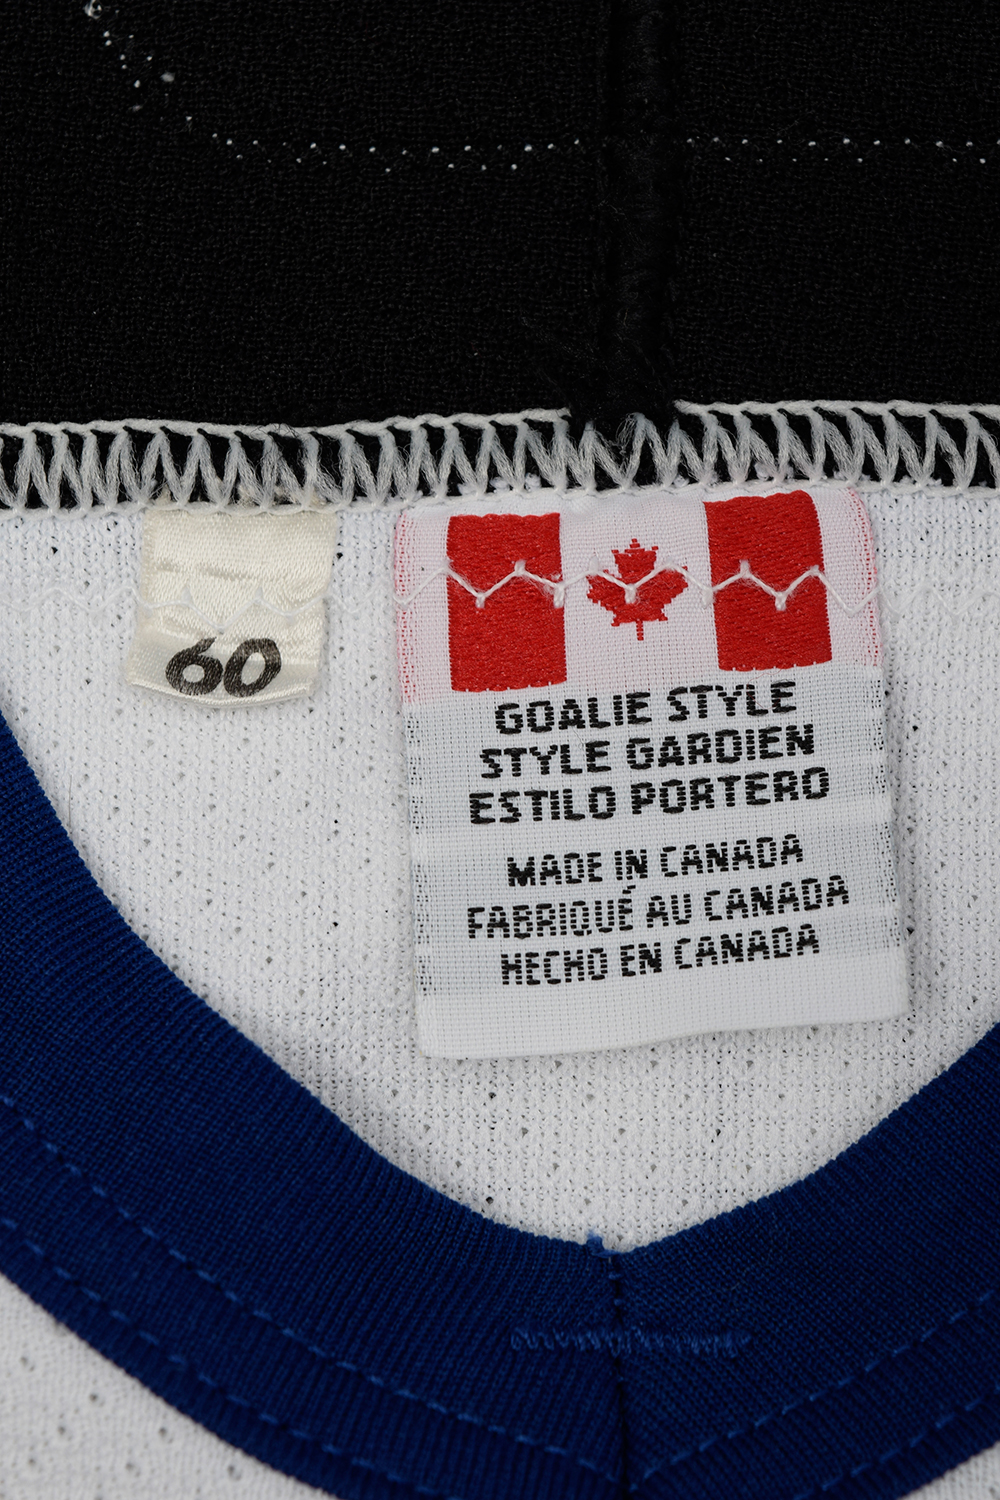 60
GOALIE STYLE
STYLE GARDIEN
ESTILO PORTERO
MADE IN CANADA
FABRIQUÉ AU CANADA
HECHO EN CANADA